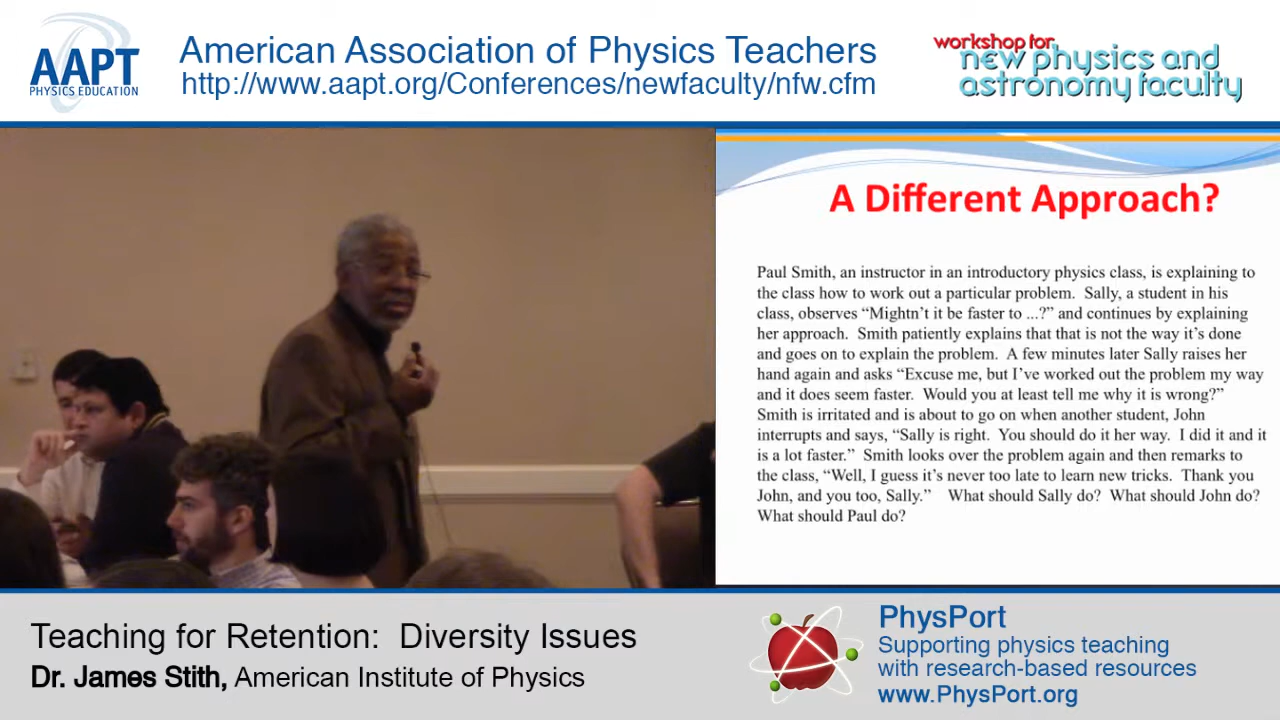 AAPT
PHYSICS EDUCATION
American Association of Physics Teachers
http://www.aapt.org/Conferences/newfaculty/nfw.cfm
workshop for
new physics and
astronomy faculty
A Different Approach?
Paul Smith, an instructor in an introductory physics class, is explaining to
the class how to work out a particular problem. Sally, a student in his
class, observes “Mightn’t it be faster to ...?” and continues by explaining
her approach. Smith patiently explains that that is not the way it’s done
and goes on to explain the problem. A few minutes later Sally raises her
hand again and asks “Excuse me, but I’ve worked out the problem my way
and it does seem faster. Would you at least tell me why it is wrong?”
Smith is irritated and is about to go on when another student, John
interrupts and says, “Sally is right. You should do it her way. I did it and it
is a lot faster.” Smith looks over the problem again and then remarks to
the class, “Well, I guess it’s never too late to learn new tricks. Thank you
John, and you too, Sally.” What should Sally do? What should John do?
What should Paul do?
Teaching for Retention: Diversity Issues
Dr. James Stith, American Institute of Physics
PhysPort
Supporting physics teaching
with research-based resources
www.PhysPort.org